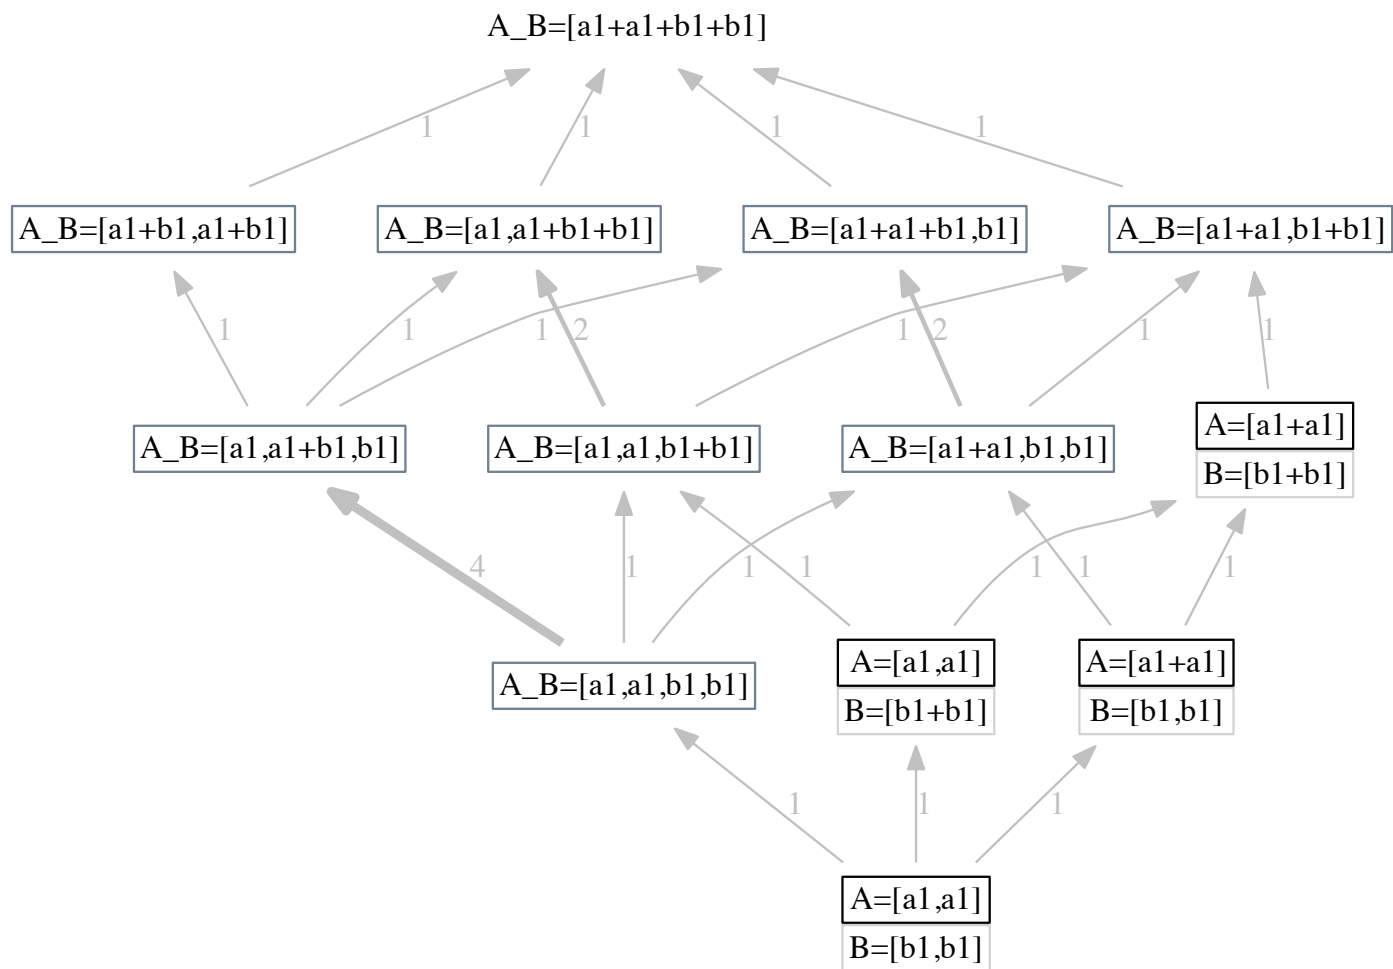 A_B=[a1+a1+b1+b1]
1
1
1
1
A_B=[a1+b1,a1+b1]
A_B=[a1,a1+b1+b1]
A_B=[a1+a1+b1,b1]
A_B=[a1+a1,b1+b1]
1
1
1
2
1
2
1
1
A_B=[a1,a1+b1,b1]
A_B=[a1,a1,b1+b1]
A_B=[a1+a1,b1,b1]
A=[a1+a1]
B=[b1+b1]
4
1
1
1
1
1
1
A_B=[a1,a1,b1,b1]
A=[a1,a1]
B=[b1+b1]
A=[a1+a1]
B=[b1,b1]
1
1
1
A=[a1,a1]
B=[b1,b1]